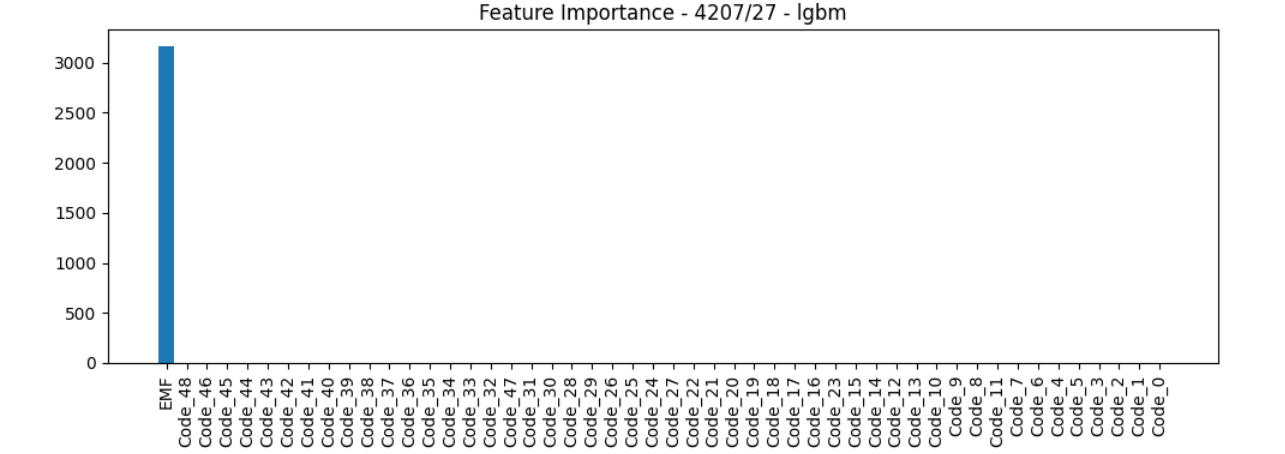 Feature Importance - 4207/27 - lgbm
3000
2500
2000
1500
1000
500
0
EMF
Code_48
Code_46
Code_45
Code_44
Code_43
Code_42
Code_41
Code_40
Code_39
Code_38
Code_37
Code_36
Code_35
Code_34
Code_33
Code_32
Code_47
Code_31
Code_30
Code_28
Code_29
Code_26
Code_25
Code_24
Code_27
Code_22
Code_21
Code_20
Code_19
Code_18
Code_17
Code_16
Code_23
Code_15
Code_14
Code_12
Code_13
Code_10
Code_9
Code_8
Code_11
Code_7
Code_6
Code_4
Code_5
Code_3
Code_2
Code_1
Code_0